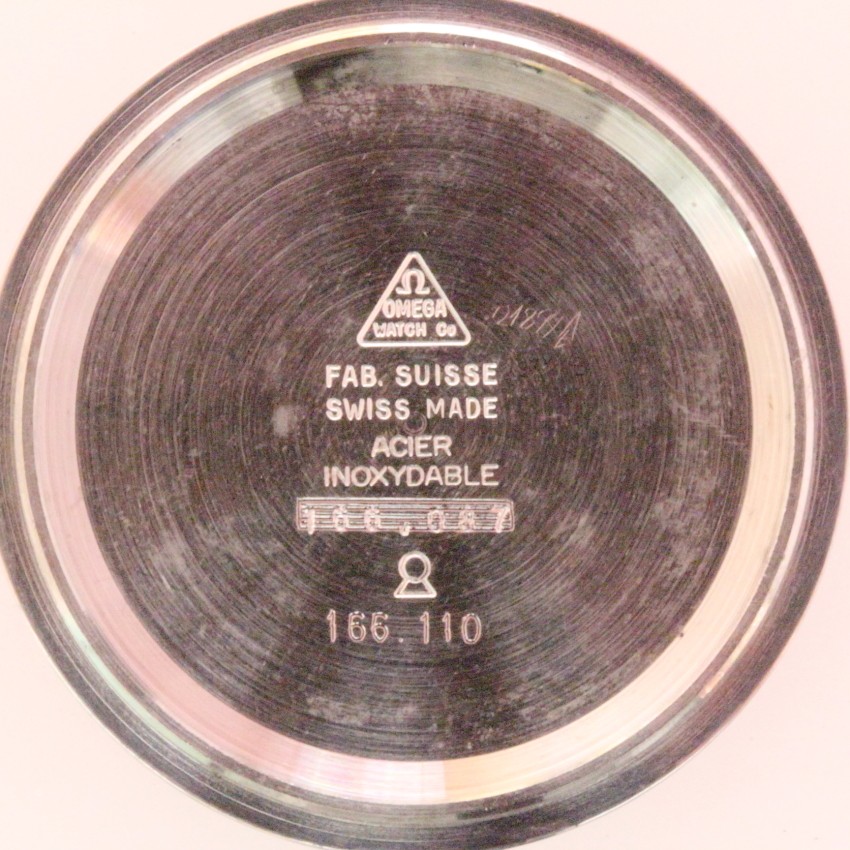 Ω
OMEGA
WATCH Co
FAB. SUISSE
SWISS MADE
ACIER
INOXYDABLE
166.110